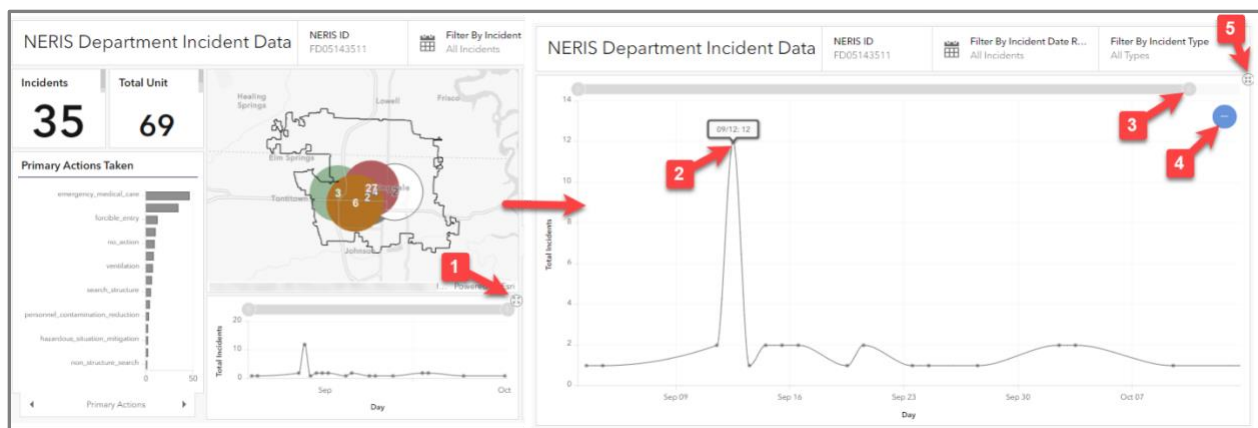 NERIS Department Incident Data
NERIS ID
FD05143511
Filter By Incident
All Incidents
Incidents
35
Total Unit
69
Primary Actions Taken
emergency_medical_care
forcible_entry
no_action
ventilation
search_structure
personnel_contamination_reduction
hazardous_situation_mitigation
non_structure_search
0
50
Primary Actions
Healing
Springs
Lowell
Frisco
Elm Springs
Tontitown
3
27
2
6
1
20
10
0
Total Incidents
Sep
Oct
Day
NERIS Department Incident Data
NERIS ID
FD05143511
Filter By Incident Date R...
All Incidents
Filter By Incident Type
All Types
5
3
4
2
09/12: 12
14
12
10
8
6
4
2
0
Total Incidents
Sep 09
Sep 16
Sep 23
Sep 30
Oct 07
Day